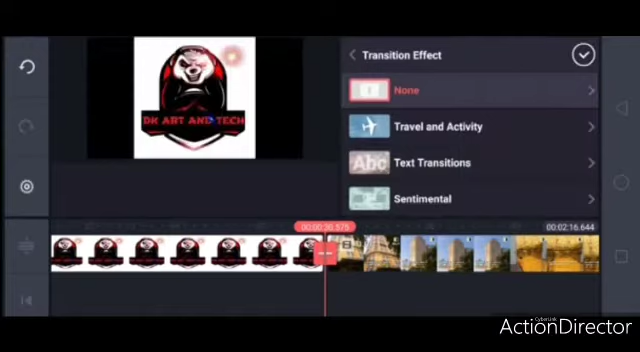 Transition Effect
DK ART AND TECH
None
Travel and Activity
Abc
Text Transitions
Sentimental
00:00:30.575
00:02:16.644
CyberLink
ActionDirector